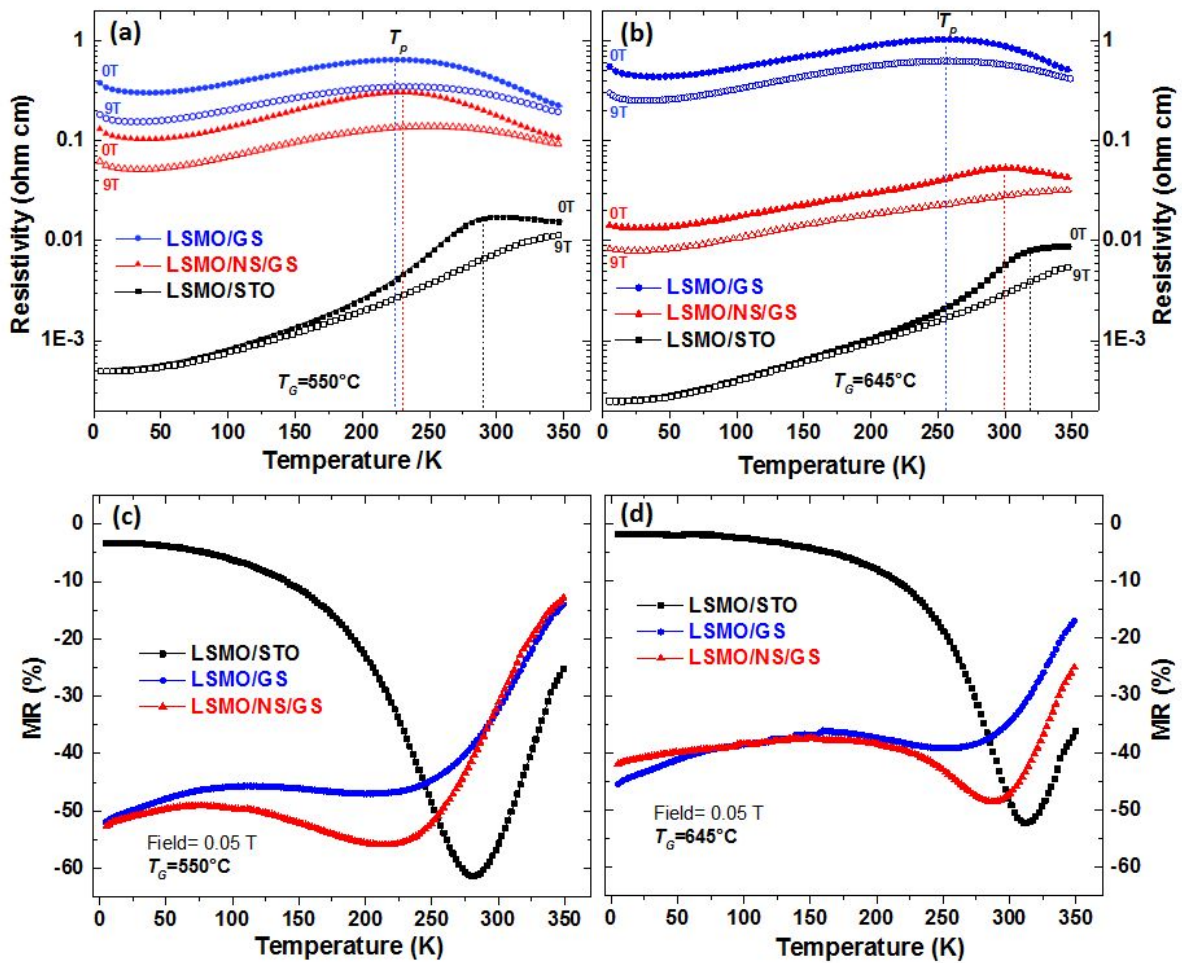 (a)
T_p
0T
9T
0T
9T
0T
9T
LSMO/GS
LSMO/NS/GS
LSMO/STO
T_G=550°C
1
0.1
0.01
1E-3
Resistivity (ohm cm)
0 50 100 150 200 250 300 350
Temperature /K
(b)
T_p
0T
9T
0T
9T
0T
9T
LSMO/GS
LSMO/NS/GS
LSMO/STO
T_G=645°C
1
0.1
0.01
1E-3
Resistivity (ohm cm)
0 50 100 150 200 250 300 350
Temperature (K)
(c)
LSMO/STO
LSMO/GS
LSMO/NS/GS
Field= 0.05 T
T_G=550°C
0
-10
-20
-30
-40
-50
-60
MR (%)
0 50 100 150 200 250 300 350
Temperature (K)
(d)
LSMO/STO
LSMO/GS
LSMO/NS/GS
Field= 0.05 T
T_G=645°C
0
-10
-20
-30
-40
-50
-60
MR (%)
0 50 100 150 200 250 300 350
Temperature (K)